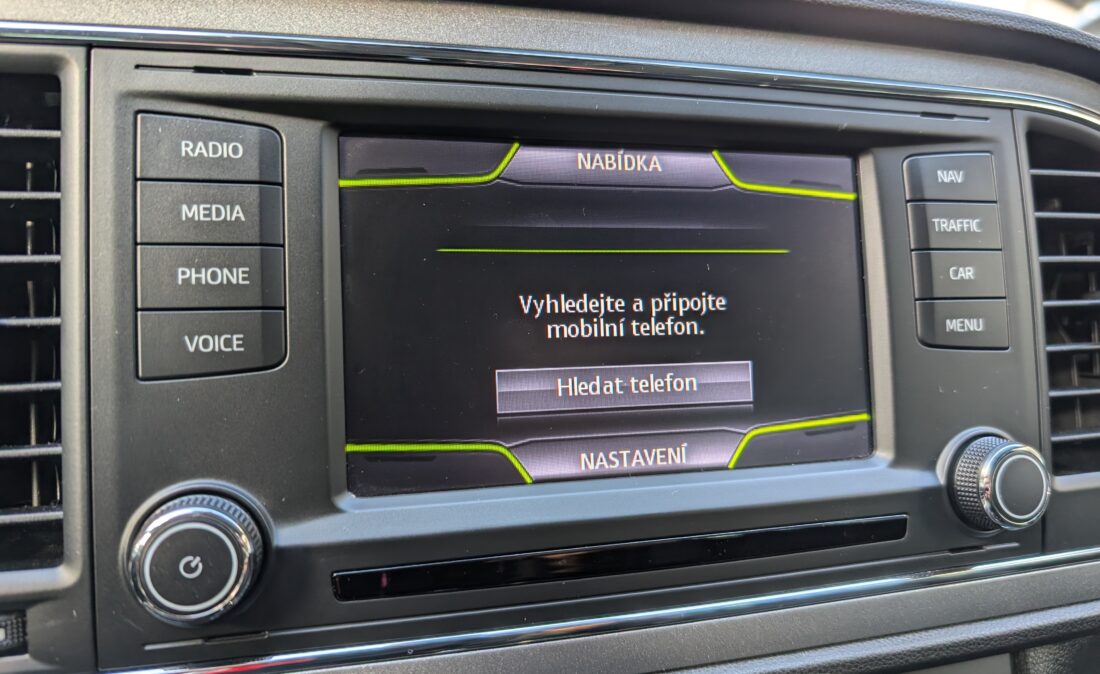 RADIO
MEDIA
PHONE
VOICE
NABÍDKA
Vyhledejte a připojte
mobilní telefon.
Hledat telefon
NASTAVENÍ
NAV
TRAFFIC
CAR
MENU